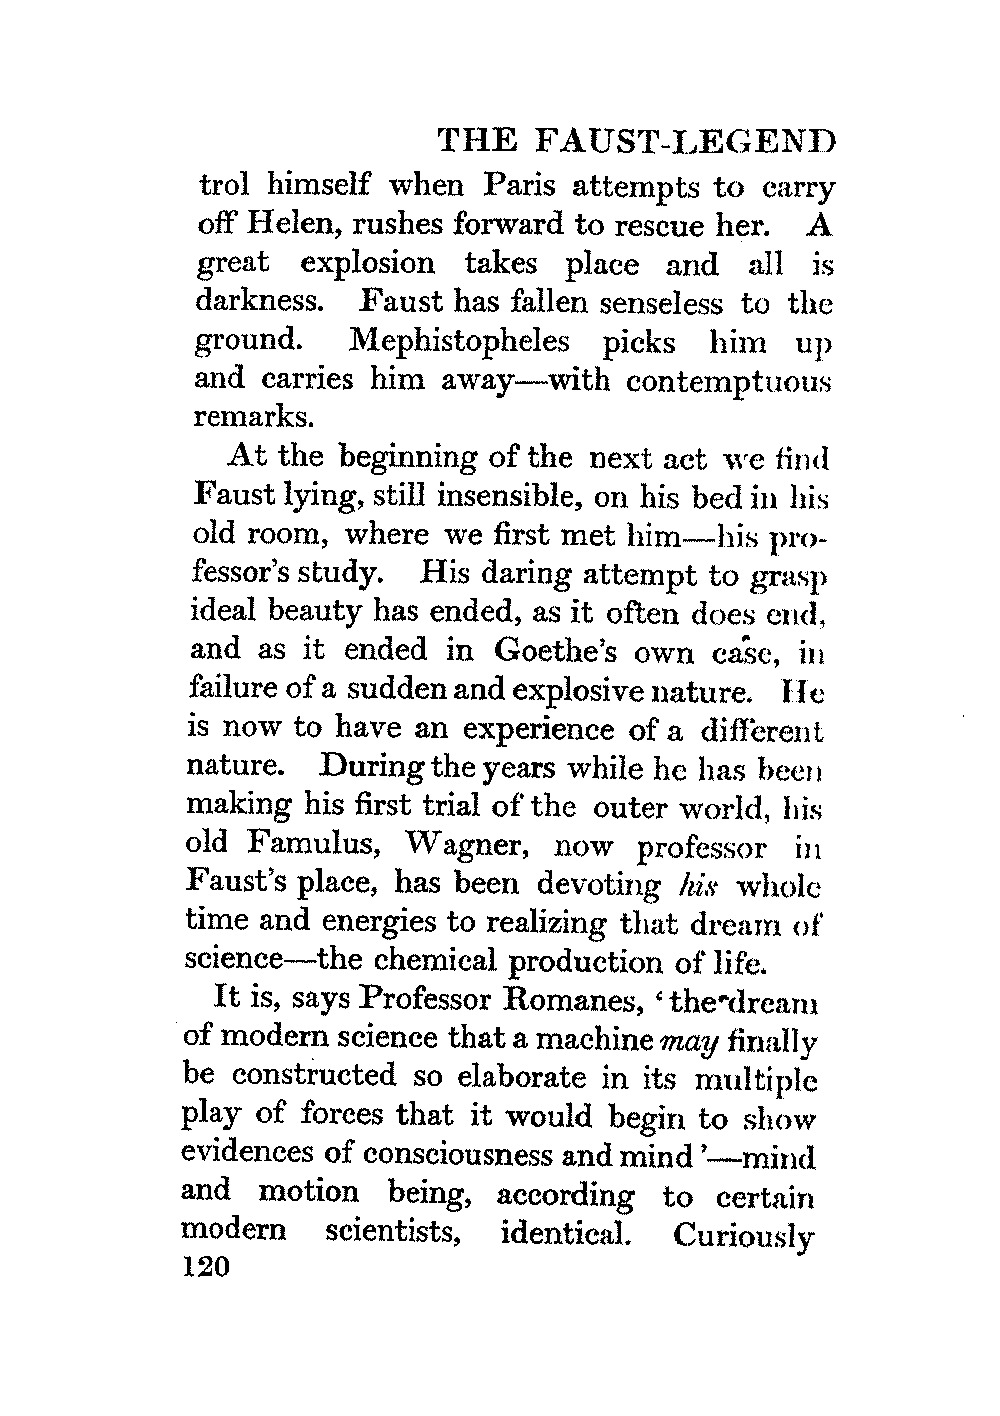 THE FAUST-LEGEND
trol himself when Paris attempts to carry
off Helen, rushes forward to rescue her. A
great explosion takes place and all is
darkness. Faust has fallen senseless to the
ground. Mephistopheles picks him up
and carries him away—with contemptuous
remarks.
At the beginning of the next act we find
Faust lying, still insensible, on his bed in his
old room, where we first met him—his pro-
fessor's study. His daring attempt to grasp
ideal beauty has ended, as it often does end,
and as it ended in Goethe's own case, in
failure of a sudden and explosive nature. He
is now to have an experience of a different
nature. During the years while he has been
making his first trial of the outer world, his
old Famulus, Wagner, now professor in
Faust's place, has been devoting his whole
time and energies to realizing that dream of
science—the chemical production of life.
It is, says Professor Romanes, ‘the dream
of modern science that a machine may finally
be constructed so elaborate in its multiple
play of forces that it would begin to show
evidences of consciousness and mind’—mind
and motion being, according to certain
modern scientists, identical. Curiously
120